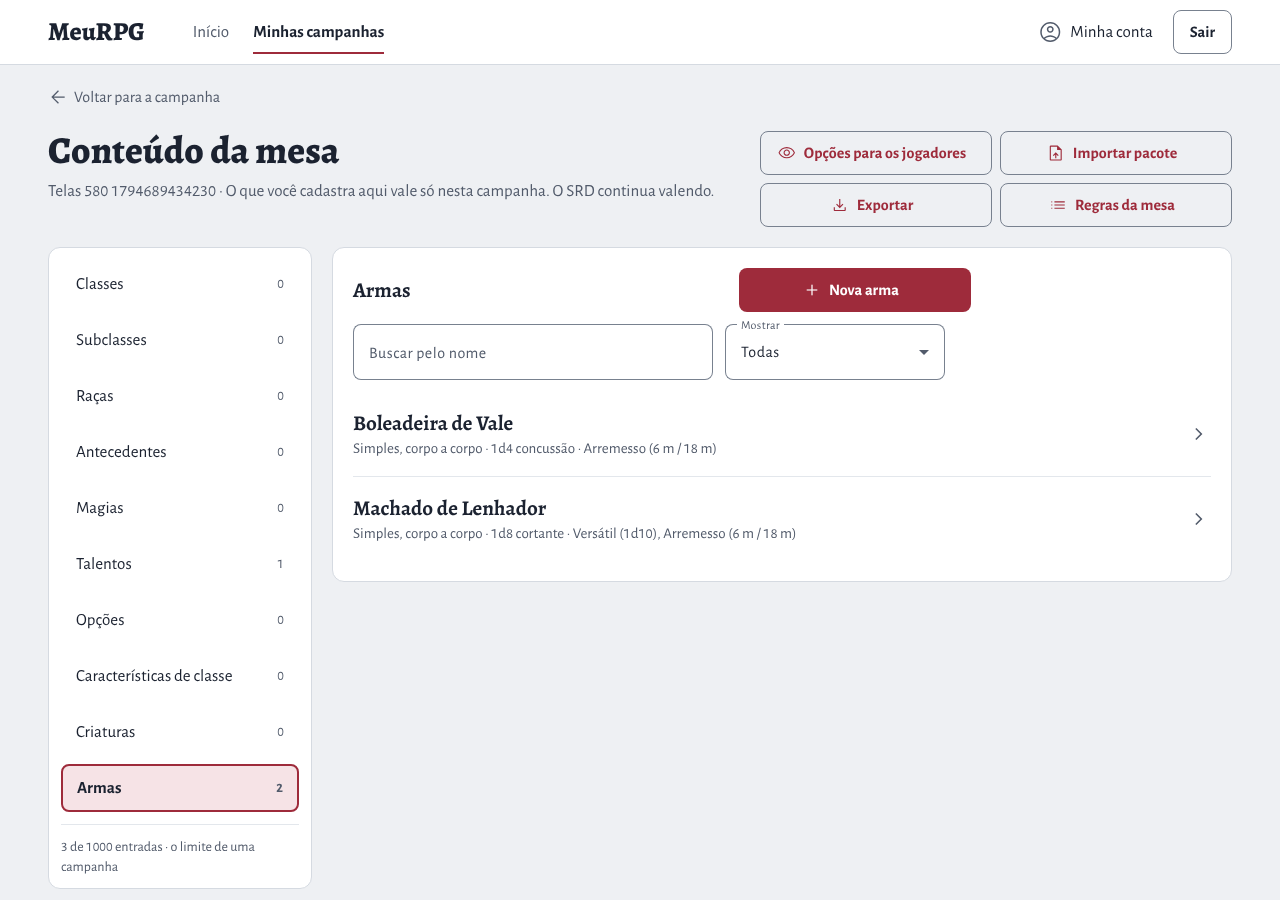 MeuRPG
Início
Minhas campanhas
Minha conta
Sair
Voltar para a campanha
Conteúdo da mesa
Telas 580 1794689434230 · O que você cadastra aqui vale só nesta campanha. O SRD continua valendo.
Opções para os jogadores
Importar pacote
Exportar
Regras da mesa
Classes 0
Subclasses 0
Raças 0
Antecedentes 0
Magias 0
Talentos 1
Opções 0
Características de classe 0
Criaturas 0
Armas 2
3 de 1000 entradas · o limite de uma
campanha
Armas
Nova arma
Buscar pelo nome
Mostrar
Todas
Boleadeira de Vale
Simples, corpo a corpo · 1d4 concussão · Arremesso (6 m / 18 m)
Machado de Lenhador
Simples, corpo a corpo · 1d8 cortante · Versátil (1d10), Arremesso (6 m / 18 m)